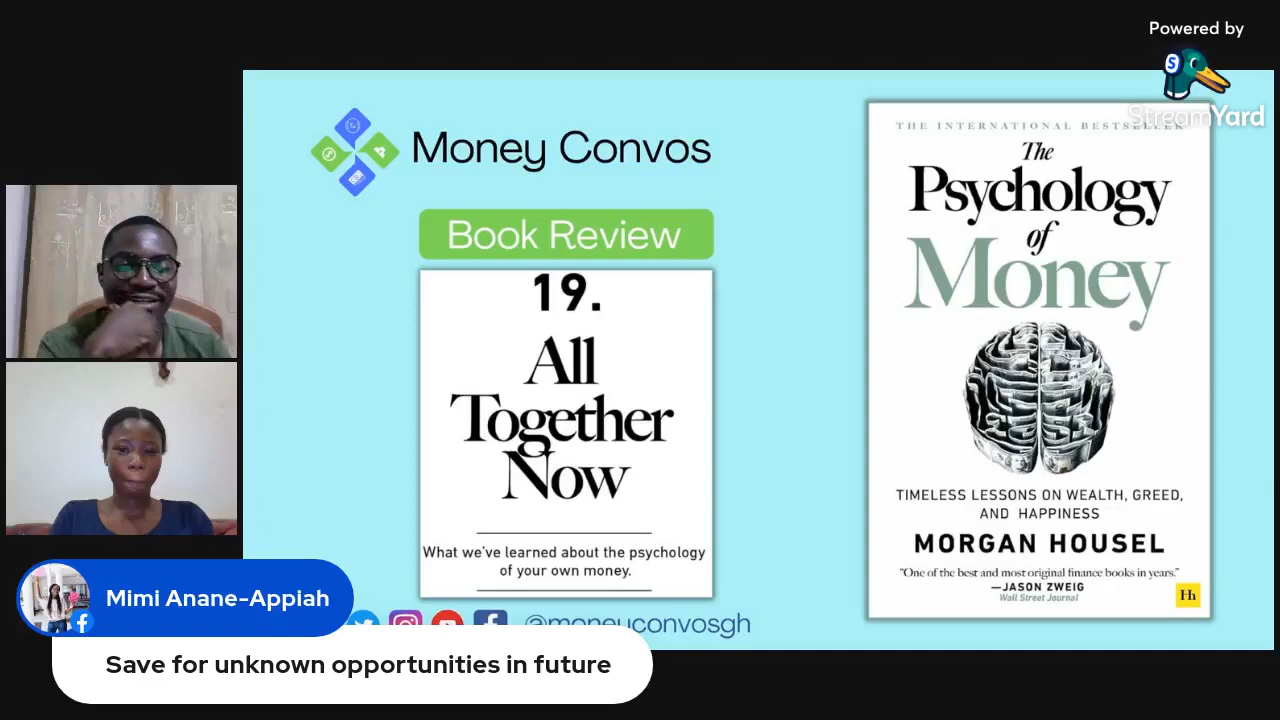 Powered by
StreamYard
Money Convos
Book Review
19.
All
Together
Now
What we've learned about the psychology
of your own money.
@moneyconvosgh
THE INTERNATIONAL BESTSELLER
The
Psychology
of
Money
TIMELESS LESSONS ON WEALTH, GREED,
AND HAPPINESS
MORGAN HOUSEL
"One of the best and most original finance books in years."
—JASON ZWEIG
Wall Street Journal
Hh
Mimi Anane-Appiah
Save for unknown opportunities in future